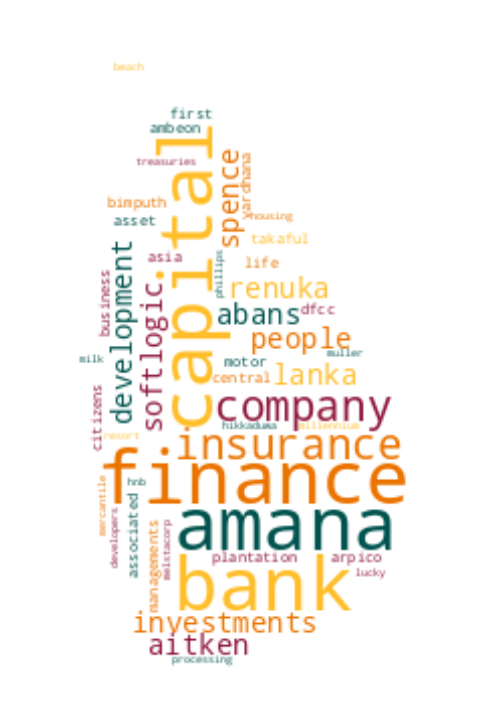 beach
first
ambeon
capital
spence
vardhana
treasuries
bimputh
housing
asset
takaful
development
asia
life
phillips
business
softlogic.
renuka
dfcc
abans
people
muller
milk
motor
central
lanka
citizens
company
hikkaduwa
millennium
resort
insurance
finance
mercantile
hnb
developers
associated
amana
managements
melstacorp
plantation
arpico
bank
lucky
investments
aitken
processing